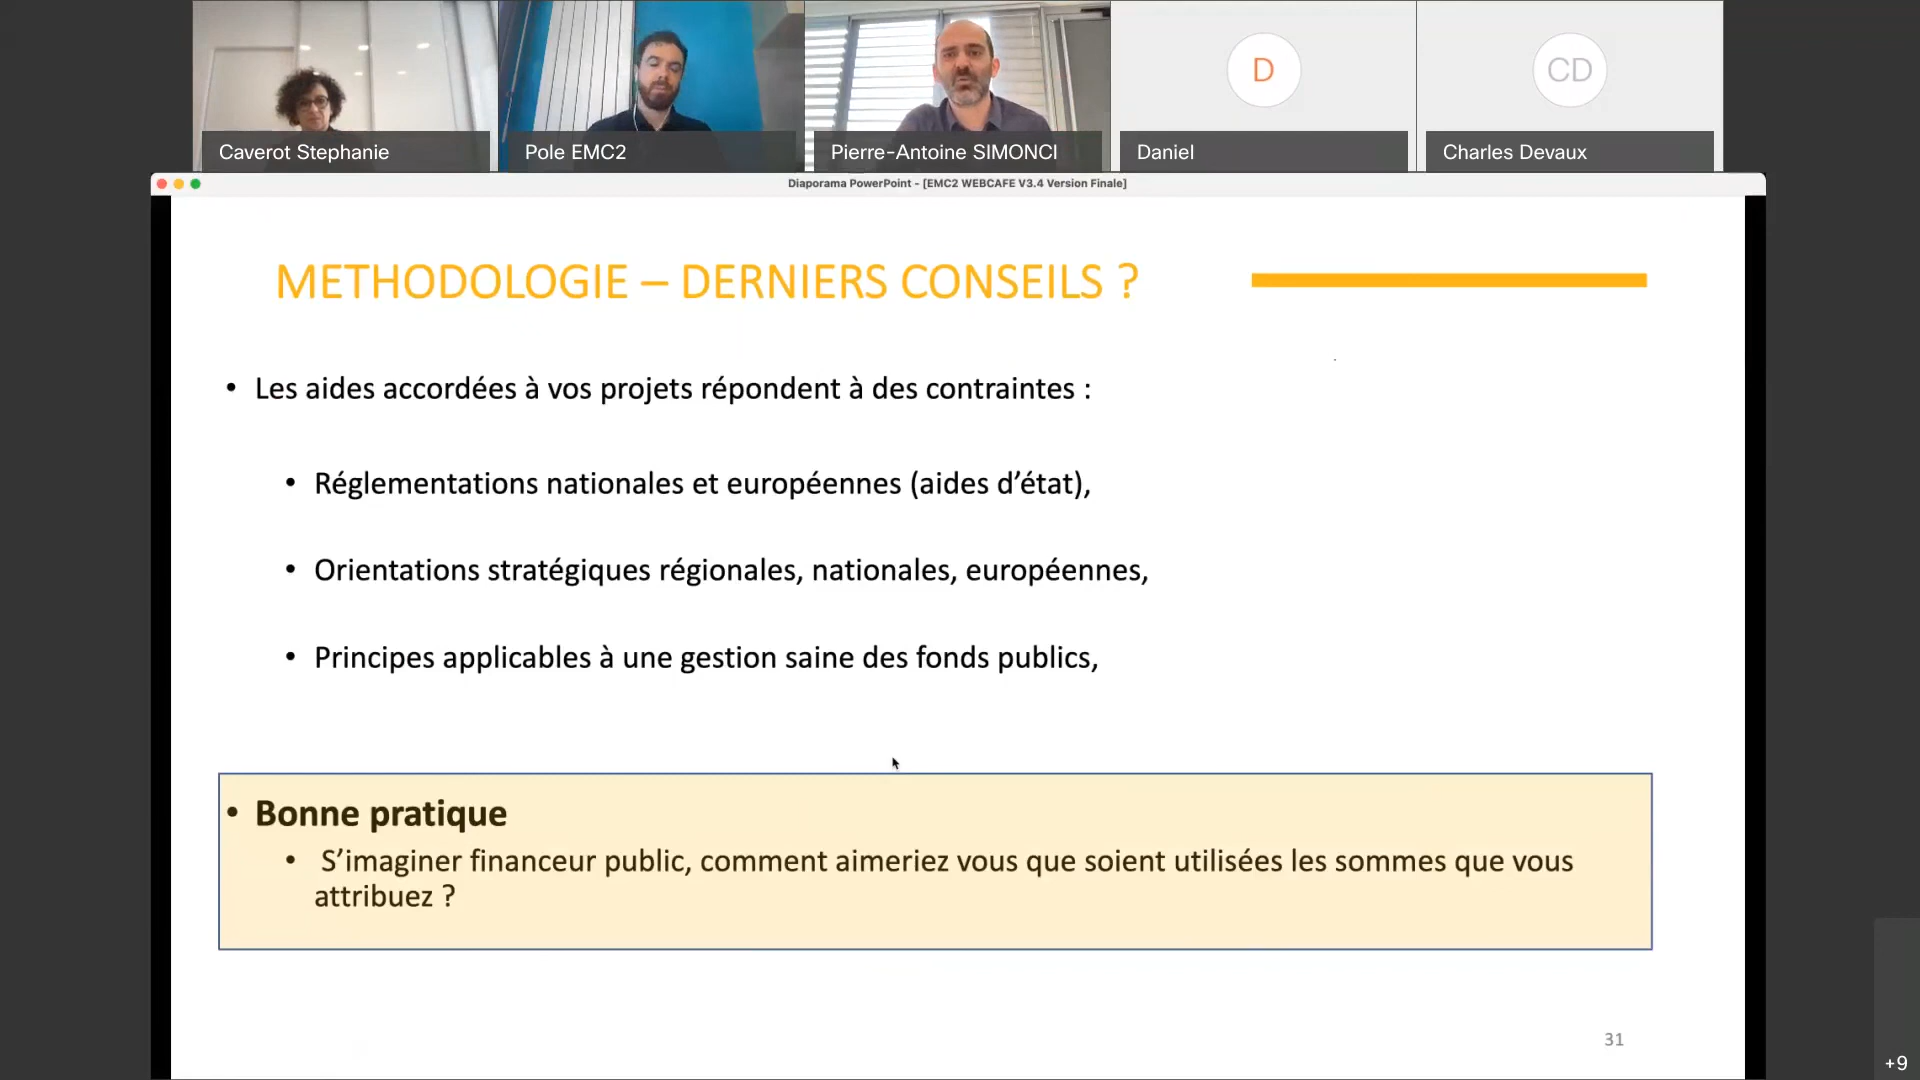 Caverot Stephanie
Pole EMC2
Pierre-Antoine SIMONCI
D
Daniel
CD
Charles Devaux
Diaporama PowerPoint - [EMC2 WEBCAFE V3.4 Version Finale]
METHODOLOGIE – DERNIERS CONSEILS ?
• Les aides accordées à vos projets répondent à des contraintes :
• Réglementations nationales et européennes (aides d’état),
• Orientations stratégiques régionales, nationales, européennes,
• Principes applicables à une gestion saine des fonds publics,
• Bonne pratique
• S’imaginer financeur public, comment aimeriez vous que soient utilisées les sommes que vous
attribuez ?
31
+9